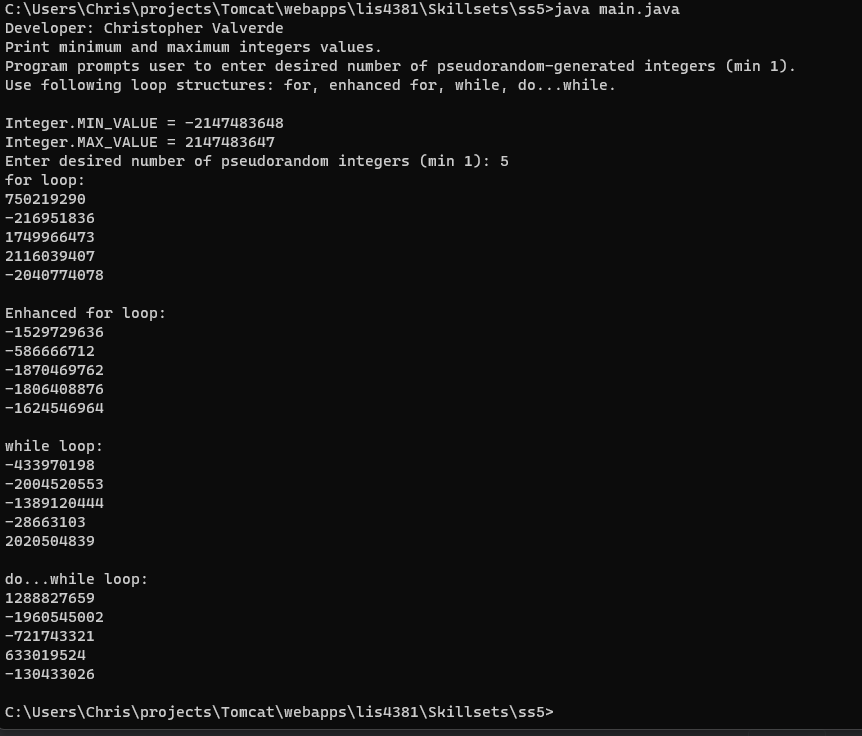 C:\Users\Chris\projects\Tomcat\webapps\lis4381\Skillsets\ss5>java main.java
Developer: Christopher Valverde
Print minimum and maximum integers values.
Program prompts user to enter desired number of pseudorandom-generated integers (min 1).
Use following loop structures: for, enhanced for, while, do...while.

Integer.MIN_VALUE = -2147483648
Integer.MAX_VALUE = 2147483647
Enter desired number of pseudorandom integers (min 1): 5
for loop:
750219290
-216951836
1749966473
2116039407
-2040774078

Enhanced for loop:
-1529729636
-586666712
-1870469762
-1806408876
-1624546964

while loop:
-433970198
-2004520553
-1389120444
-28663103
2020504839

do...while loop:
1288827659
-1960545002
-721743321
633019524
-130433026

C:\Users\Chris\projects\Tomcat\webapps\lis4381\Skillsets\ss5>